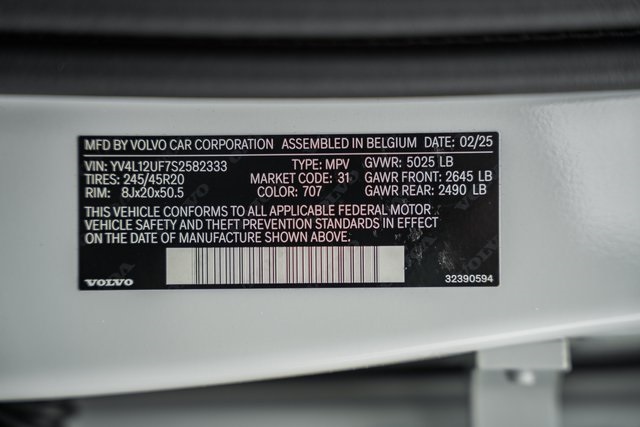 MFD BY VOLVO CAR CORPORATION ASSEMBLED IN BELGIUM DATE: 02/25
VIN: YV4L12UF7S2582333 TYPE: MPV GVWR: 5025 LB
TIRES: 245/45R20 MARKET CODE: 31 GAWR FRONT: 2645 LB
RIM: 8Jx20x50.5 COLOR: 707 GAWR REAR: 2490 LB
THIS VEHICLE CONFORMS TO ALL APPLICABLE FEDERAL MOTOR
VEHICLE SAFETY AND THEFT PREVENTION STANDARDS IN EFFECT
ON THE DATE OF MANUFACTURE SHOWN ABOVE.
VOLVO 32390594